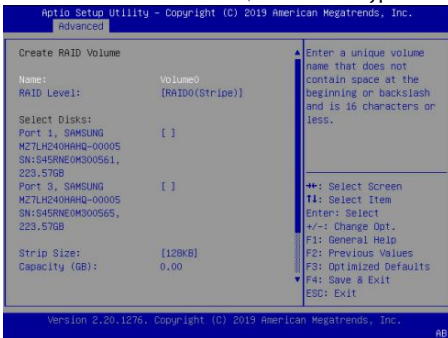 Aptio Setup Utility – Copyright (C) 2019 American Megatrends, Inc.
Advanced
Create RAID Volume
Name: Volume0
RAID Level: [RAID0(Stripe)]
Select Disks:
Port 1, SAMSUNG [ ]
MZ7LH240HAHQ-00005
SN:S45RNE0M300561,
223.57GB
Port 3, SAMSUNG [ ]
MZ7LH240HAHQ-00005
SN:S45RNE0M300565,
223.57GB
Strip Size: [128KB]
Capacity (GB): 0.00
Enter a unique volume
name that does not
contain space at the
beginning or backslash
and is 16 characters or
less.
→←: Select Screen
↑↓: Select Item
Enter: Select
+/-: Change Opt.
F1: General Help
F2: Previous Values
F3: Optimized Defaults
F4: Save & Exit
ESC: Exit
Version 2.20.1276. Copyright (C) 2019 American Megatrends, Inc.
AB